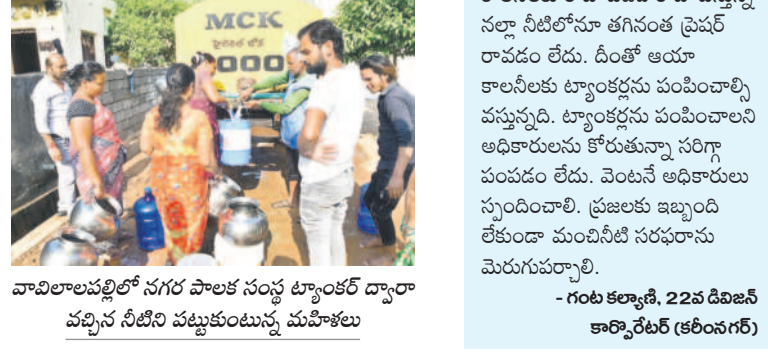 MCK
000
వావిలాలపల్లిలో నగర పాలక సంస్థ ట్యాంకర్ ద్వారా
వచ్చిన నీటిని పట్టుకుంటున్న మహిళలు
నల్లా నీటిలోనూ తగినంత ప్రెషర్
రావడం లేదు. దీంతో ఆయా
కాలనీలకు ట్యాంకర్లను పంపించాల్సి
వస్తున్నది. ట్యాంకర్లను పంపించాలని
అధికారులను కోరుతున్నా సరిగ్గా
పంపడం లేదు. వెంటనే అధికారులు
స్పందించాలి. ప్రజలకు ఇబ్బంది
లేకుండా మంచినీటి సరఫరాను
మెరుగుపర్చాలి.
- గంట కల్యాణి, 22వ డివిజన్
కార్పొరేటర్ (కరీంనగర్)